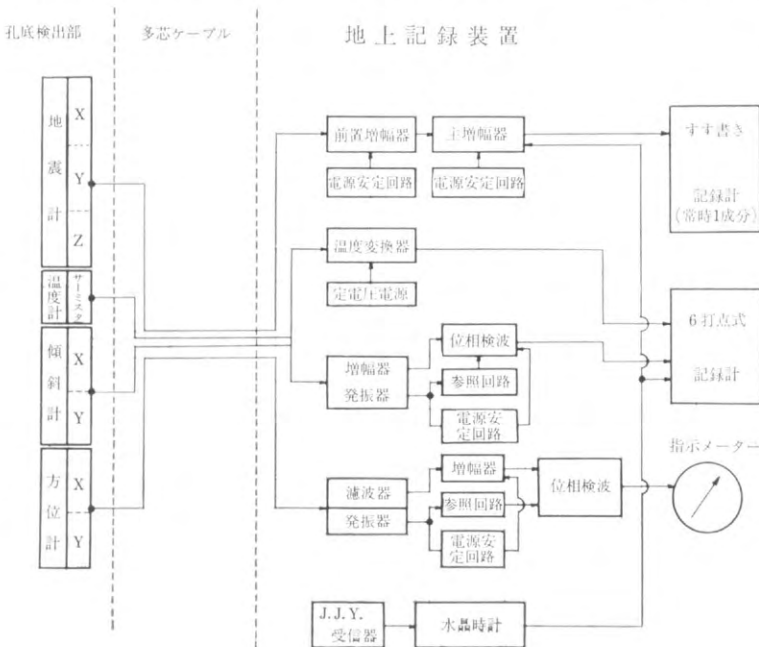 孔底検出部
多芯ケーブル
地上記録装置
地震計
X
Y
Z
温度計
サーミスタ
傾斜計
X
Y
方位計
X
Y
前置増幅器
主増幅器
電源安定回路
電源安定回路
すす書き
記録計
(常時1成分)
温度変換器
定電圧電源
6打点式
記録計
増幅器
発振器
位相検波
参照回路
電源安
定回路
指示メーター
濾波器
発振器
増幅器
参照回路
電源安
定回路
位相検波
J.J.Y.
受信器
水晶時計